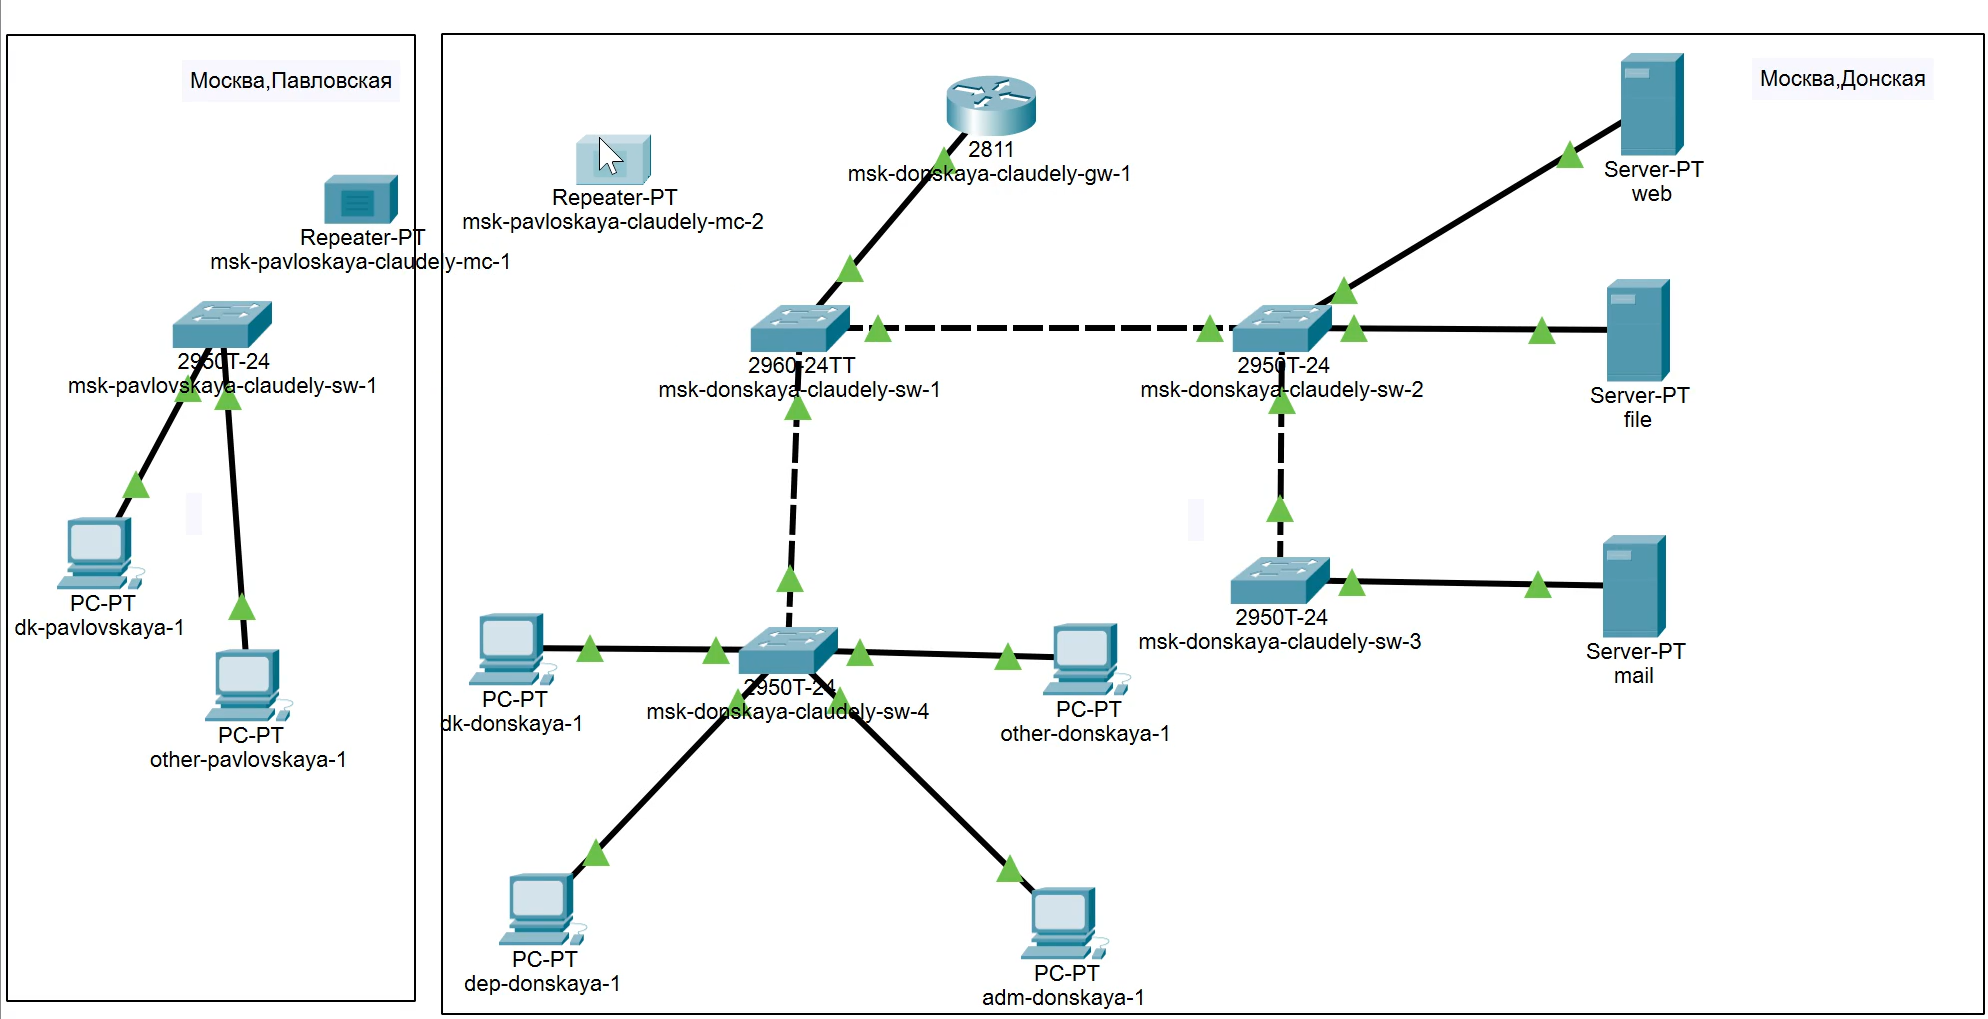 Москва,Павловская
Repeater-PT
msk-pavloskaya-claudely-mc-1
2950T-24
msk-pavlovskaya-claudely-sw-1
PC-PT
dk-pavlovskaya-1
PC-PT
other-pavlovskaya-1
Москва,Донская
Repeater-PT
msk-pavloskaya-claudely-mc-2
2811
msk-donskaya-claudely-gw-1
Server-PT
web
2960-24TT
msk-donskaya-claudely-sw-1
2950T-24
msk-donskaya-claudely-sw-2
Server-PT
file
2950T-24
msk-donskaya-claudely-sw-3
Server-PT
mail
PC-PT
dk-donskaya-1
2950T-24
msk-donskaya-claudely-sw-4
PC-PT
other-donskaya-1
PC-PT
dep-donskaya-1
PC-PT
adm-donskaya-1